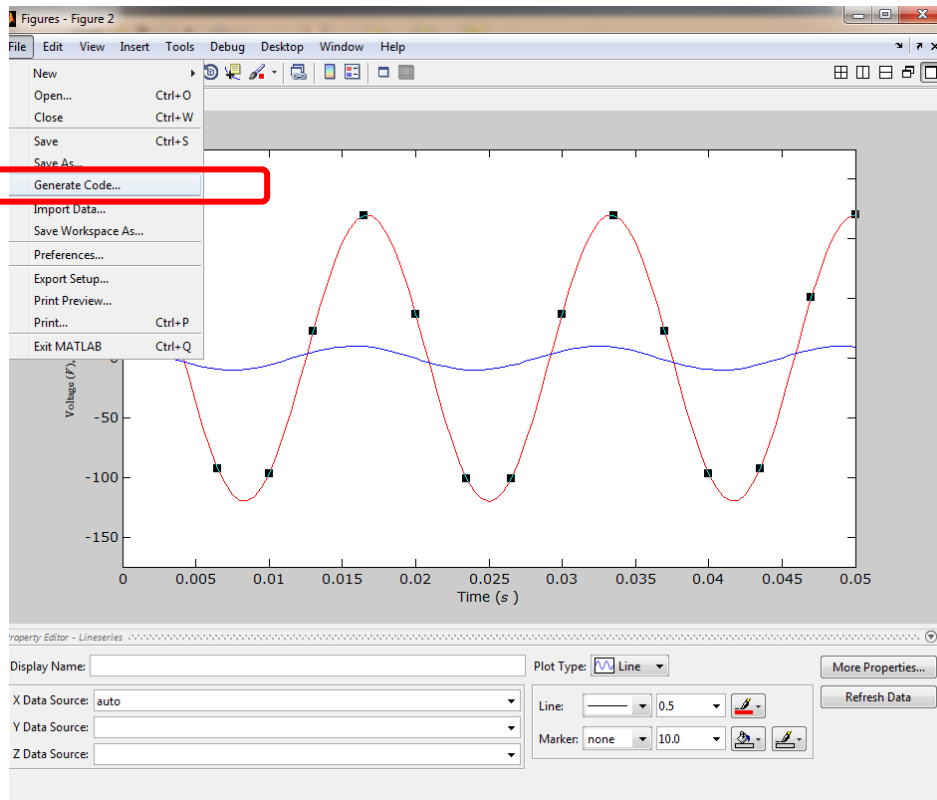 Figures - Figure 2
File Edit View Insert Tools Debug Desktop Window Help
New
Open... Ctrl+O
Close Ctrl+W
Save Ctrl+S
Save As...
Generate Code...
Import Data...
Save Workspace As...
Preferences...
Export Setup...
Print Preview...
Print... Ctrl+P
Exit MATLAB Ctrl+Q
Voltage (V),
0
-50
-100
-150
0 0.005 0.01 0.015 0.02 0.025 0.03 0.035 0.04 0.045 0.05
Time (s )
Property Editor - Lineseries
Display Name:
Plot Type: Line
More Properties...
X Data Source: auto
Line: 0.5
Refresh Data
Y Data Source:
Marker: none 10.0
Z Data Source: